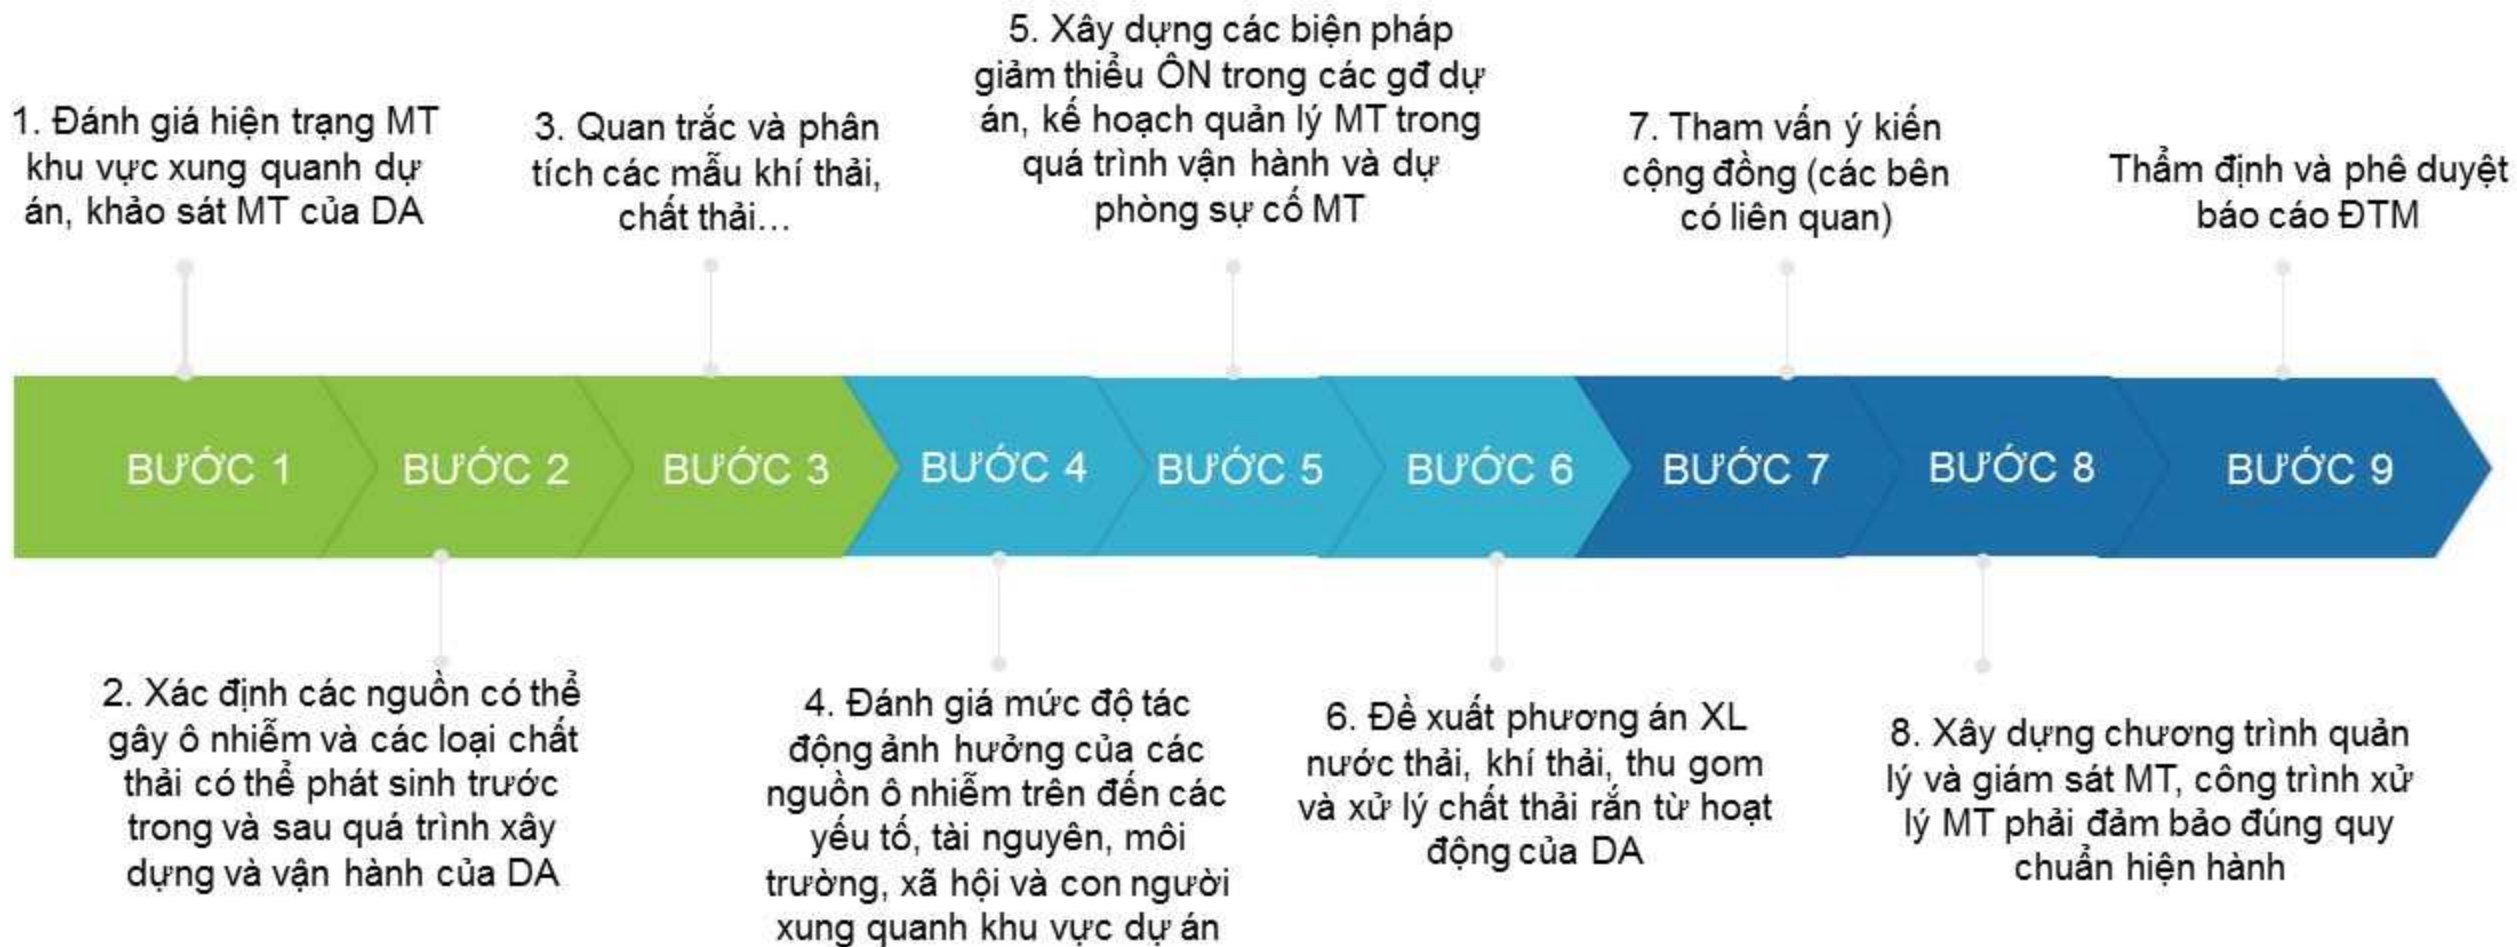 1. Đánh giá hiện trạng MT
khu vực xung quanh dự
án, khảo sát MT của DA
3. Quan trắc và phân
tích các mẫu khí thải,
chất thải...
5. Xây dựng các biện pháp
giảm thiểu ÔN trong các gđ dự
án, kế hoạch quản lý MT trong
quá trình vận hành và dự
phòng sự cố MT
7. Tham vấn ý kiến
cộng đồng (các bên
có liên quan)
Thẩm định và phê duyệt
báo cáo ĐTM
BƯỚC 1
BƯỚC 2
BƯỚC 3
BƯỚC 4
BƯỚC 5
BƯỚC 6
BƯỚC 7
BƯỚC 8
BƯỚC 9
2. Xác định các nguồn có thể
gây ô nhiễm và các loại chất
thải có thể phát sinh trước
trong và sau quá trình xây
dựng và vận hành của DA
4. Đánh giá mức độ tác
động ảnh hưởng của các
nguồn ô nhiễm trên đến các
yếu tố, tài nguyên, môi
trường, xã hội và con người
xung quanh khu vực dự án
6. Đề xuất phương án XL
nước thải, khí thải, thu gom
và xử lý chất thải rắn từ hoạt
động của DA
8. Xây dựng chương trình quản
lý và giám sát MT, công trình xử
lý MT phải đảm bảo đúng quy
chuẩn hiện hành